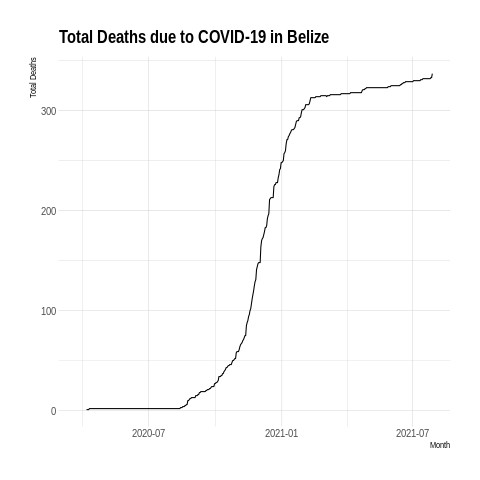 Total Deaths due to COVID-19 in Belize
Total Deaths
300
200
100
0
2020-07 2021-01 2021-07
Month